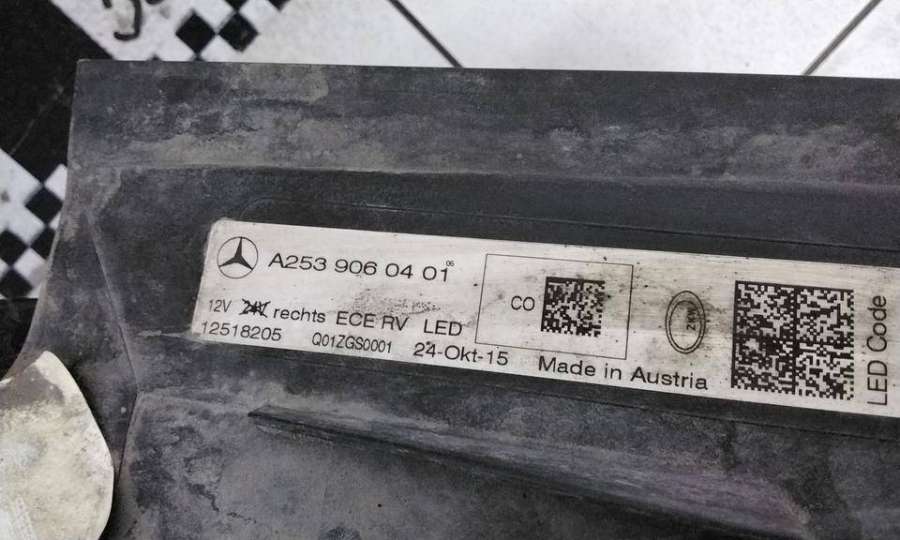 A253 906 04 01 06
12V 24V rechts ECE RV LED
12518205 Q01ZGS0001 24-Okt-15 Made in Austria
CO
LED Code